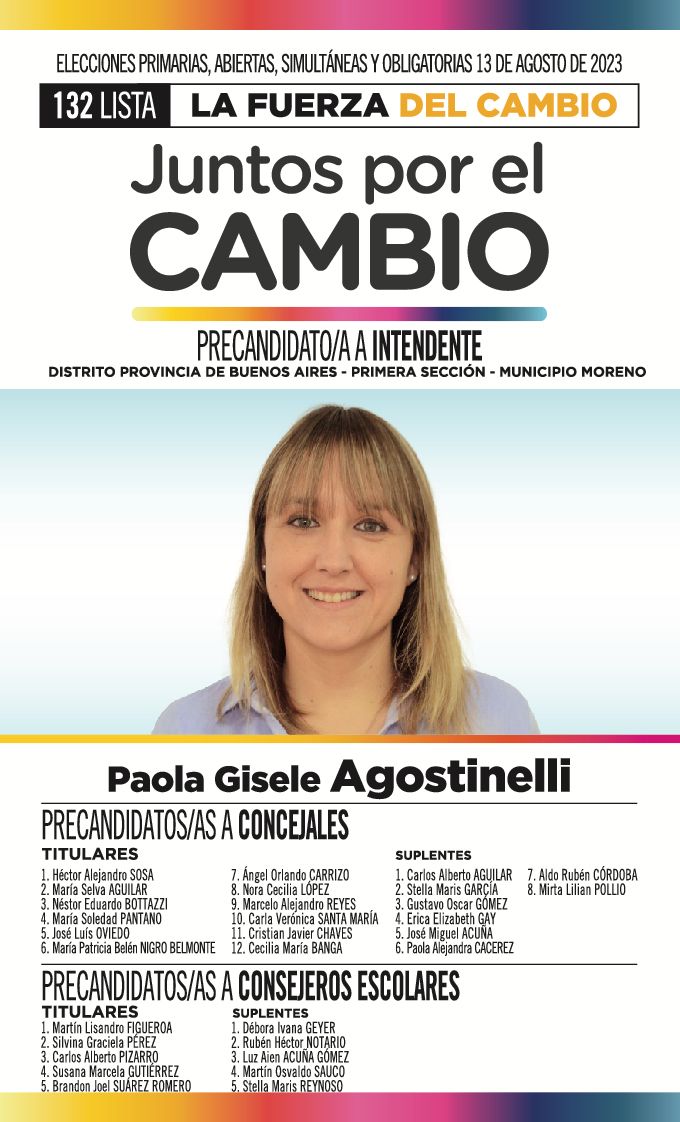 ELECCIONES PRIMARIAS, ABIERTAS, SIMULTÁNEAS Y OBLIGATORIAS 13 DE AGOSTO DE 2023
132 LISTA LA FUERZA DEL CAMBIO
Juntos por el
CAMBIO
PRECANDIDATO/A A INTENDENTE
DISTRITO PROVINCIA DE BUENOS AIRES - PRIMERA SECCIÓN - MUNICIPIO MORENO
Paola Gisele Agostinelli
PRECANDIDATOS/AS A CONCEJALES
TITULARES
1. Héctor Alejandro SOSA
2. María Selva AGUILAR
3. Néstor Eduardo BOTTAZZI
4. María Soledad PANTANO
5. José Luís OVIEDO
6. María Patricia Belén NIGRO BELMONTE
7. Ángel Orlando CARRIZO
8. Nora Cecilia LÓPEZ
9. Marcelo Alejandro REYES
10. Carla Verónica SANTA MARÍA
11. Cristian Javier CHAVES
12. Cecilia María BANGA
SUPLENTES
1. Carlos Alberto AGUILAR
2. Stella Maris GARCÍA
3. Gustavo Oscar GÓMEZ
4. Erica Elizabeth GAY
5. José Miguel ACUÑA
6. Paola Alejandra CACEREZ
7. Aldo Rubén CÓRDOBA
8. Mirta Lilian POLLIO
PRECANDIDATOS/AS A CONSEJEROS ESCOLARES
TITULARES
1. Martín Lisandro FIGUEROA
2. Silvina Graciela PÉREZ
3. Carlos Alberto PIZARRO
4. Susana Marcela GUTIÉRREZ
5. Brandon Joel SUÁREZ ROMERO
SUPLENTES
1. Débora Ivana GEYER
2. Rubén Héctor NOTARIO
3. Luz Aien ACUÑA GÓMEZ
4. Martín Osvaldo SAUCO
5. Stella Maris REYNOSO